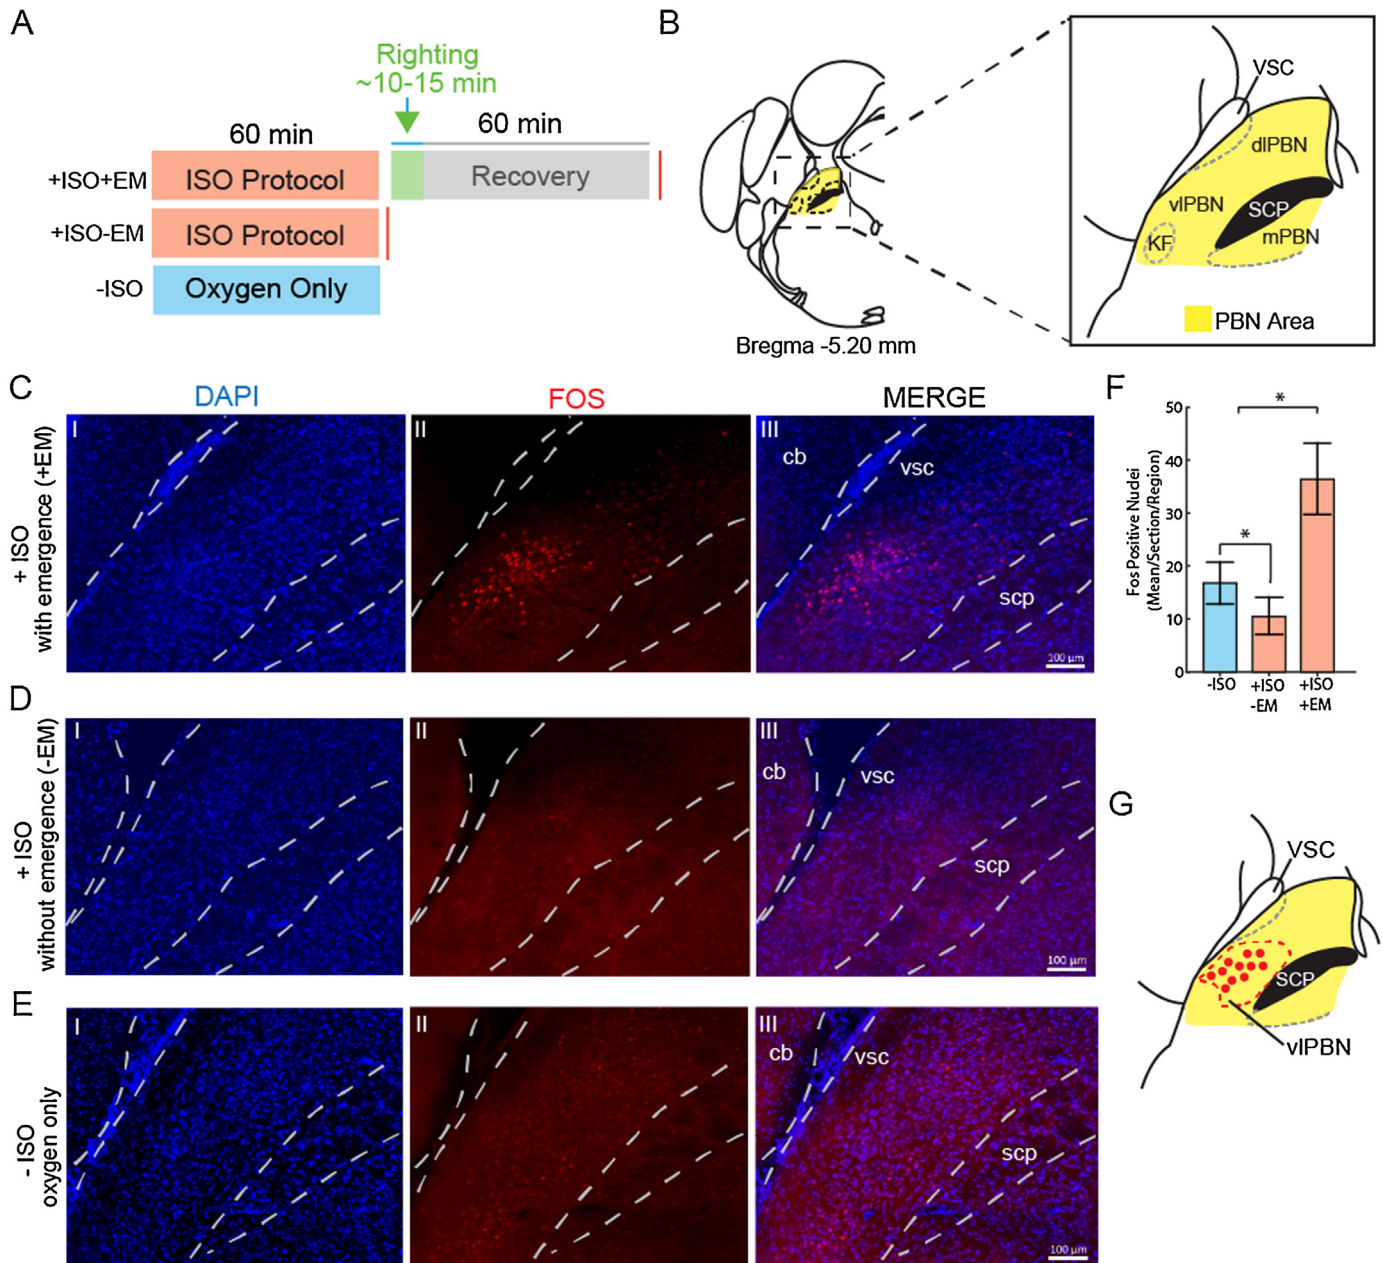 A
Righting
~10-15 min
60 min
60 min
+ISO+EM
ISO Protocol
Recovery
+ISO-EM
ISO Protocol
-ISO
Oxygen Only
B
Bregma -5.20 mm
VSC
dlPBN
vlPBN
SCP
KF
mPBN
PBN Area
C
DAPI
FOS
MERGE
+ ISO
with emergence (+EM)
I
II
III
cb
vsc
scp
100 µm
D
+ ISO
without emergence (-EM)
I
II
III
cb
vsc
scp
100 µm
E
- ISO
oxygen only
I
II
III
cb
vsc
scp
100 µm
F
Fos Positive Nudei
(Mean/Section/Region)
50
40
30
20
10
0
*
*
-ISO
+ISO
-EM
+ISO
+EM
G
VSC
SCP
vlPBN